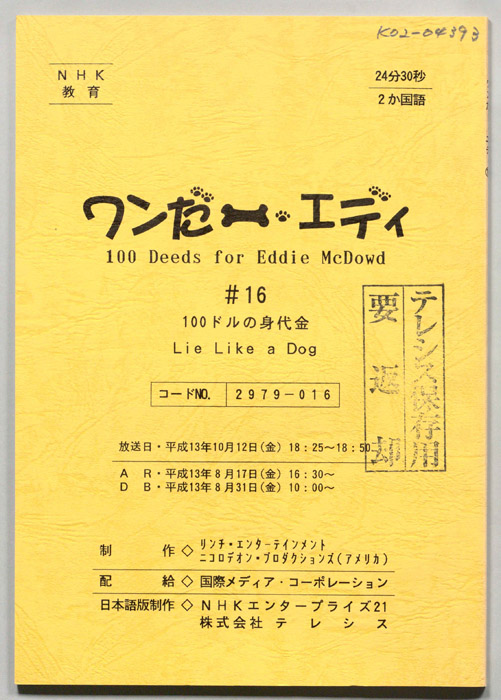 K02-04393
NHK
教育
24分30秒
2か国語
ワンだー・エディ
100 Deeds for Eddie McDowd
#16
100ドルの身代金
Lie Like a Dog
コードNO. 2979-016
テレシス保存用
要返却
放送日・平成13年10月12日(金) 18:25~18:50
AR・平成13年8月17日(金) 16:30~
DB・平成13年8月31日(金) 10:00~
制作◇リンチ・エンターテインメント
ニコロデオン・プロダクションズ(アメリカ)
配給◇国際メディア・コーポレーション
日本語版制作◇NHKエンタープライズ21
株式会社テレシス